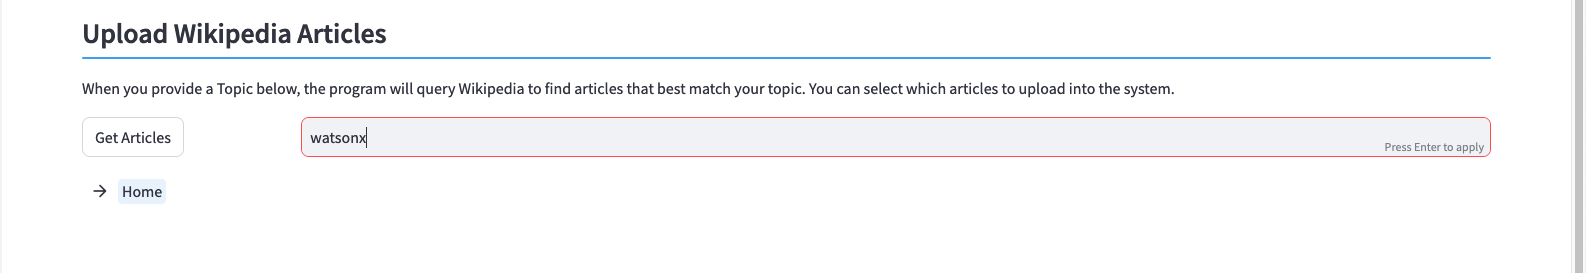 Upload Wikipedia Articles
When you provide a Topic below, the program will query Wikipedia to find articles that best match your topic. You can select which articles to upload into the system.
Get Articles
watsonx
Press Enter to apply
→ Home